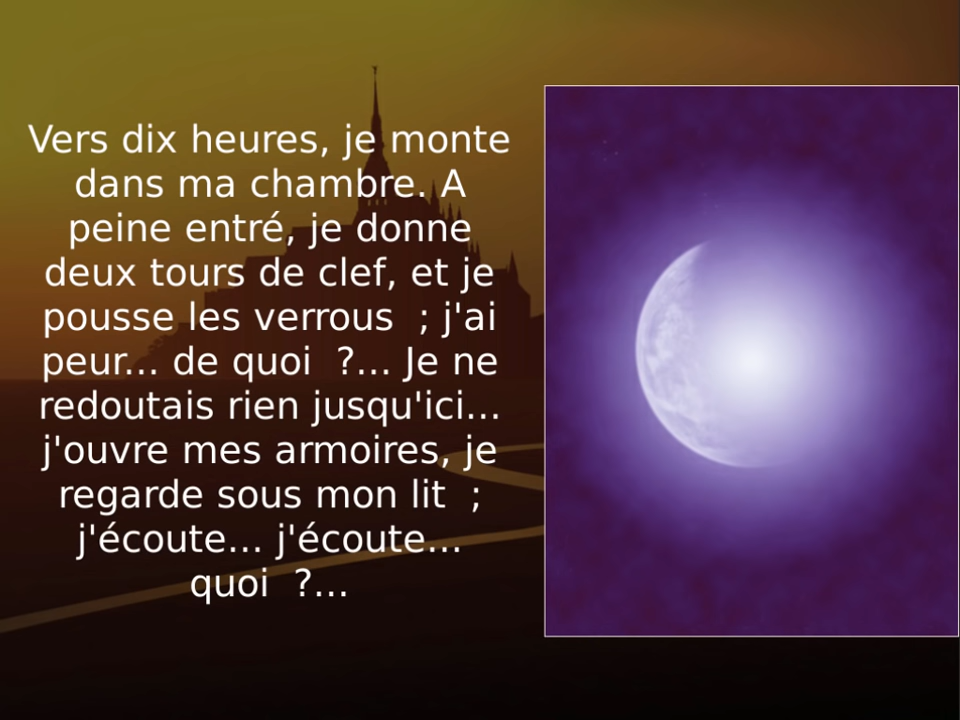 Vers dix heures, je monte
dans ma chambre. A
peine entré, je donne
deux tours de clef, et je
pousse les verrous  ; j'ai
peur... de quoi  ?... Je ne
redoutais rien jusqu'ici...
j'ouvre mes armoires, je
regarde sous mon lit  ;
j'écoute... j'écoute...
quoi  ?...